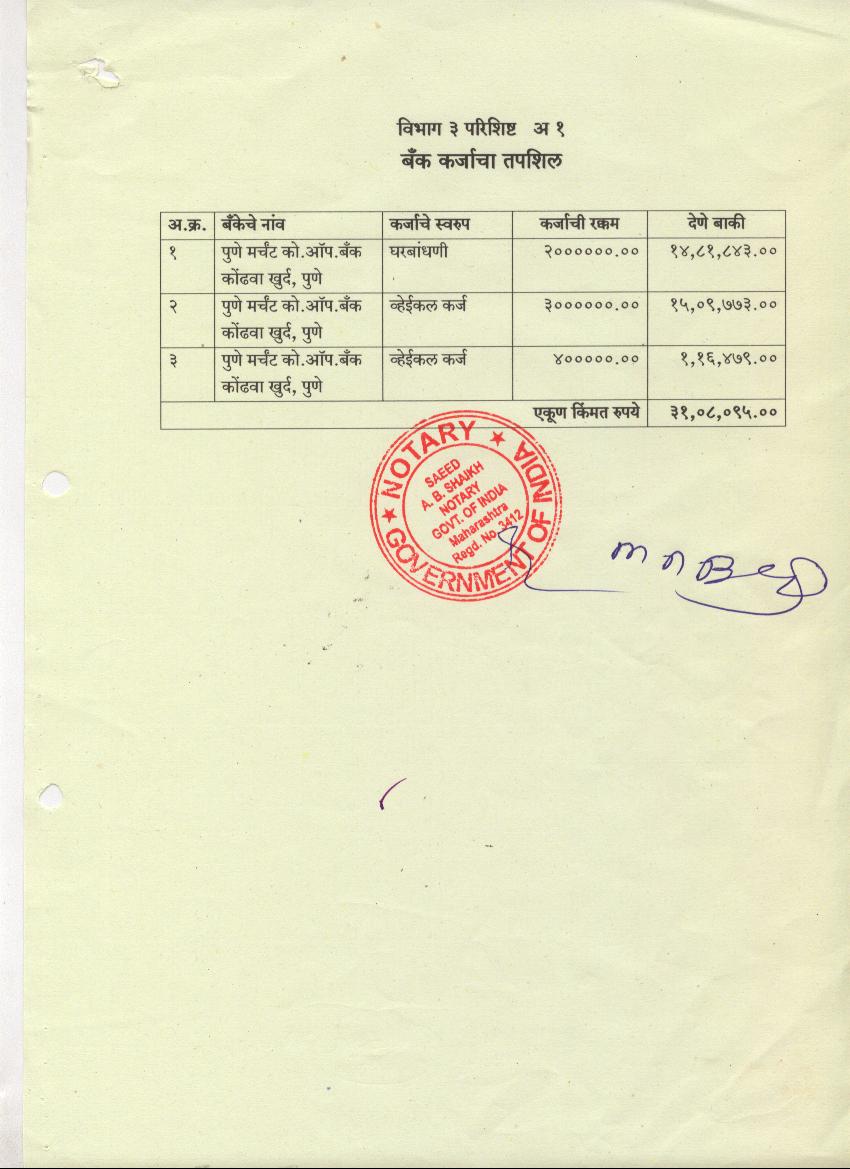 विभाग ३ परिशिष्ट अ १
बँक कर्जाचा तपशिल
अ.क्र. बँकेचे नांव कर्जाचे स्वरुप कर्जाची रक्कम देणे बाकी
१ पुणे मर्चंट को.ऑप.बँक घरबांधणी २००००००.०० १४,८१,८४३.००
कोंढवा खुर्द, पुणे
२ पुणे मर्चंट को.ऑप.बँक व्हेईकल कर्ज ३००००००.०० १५,०९,७७३.००
कोंढवा खुर्द, पुणे
३ पुणे मर्चंट को.ऑप.बँक व्हेईकल कर्ज ४०००००.०० १,१६,४७९.००
कोंढवा खुर्द, पुणे
एकूण किंमत रुपये ३१,०८,०९५.००
NOTARY
GOVERNMENT OF INDIA
SAEED
A. B. SHAIKH
NOTARY
GOVT. OF INDIA
Maharashtra
Regd. No. 3412